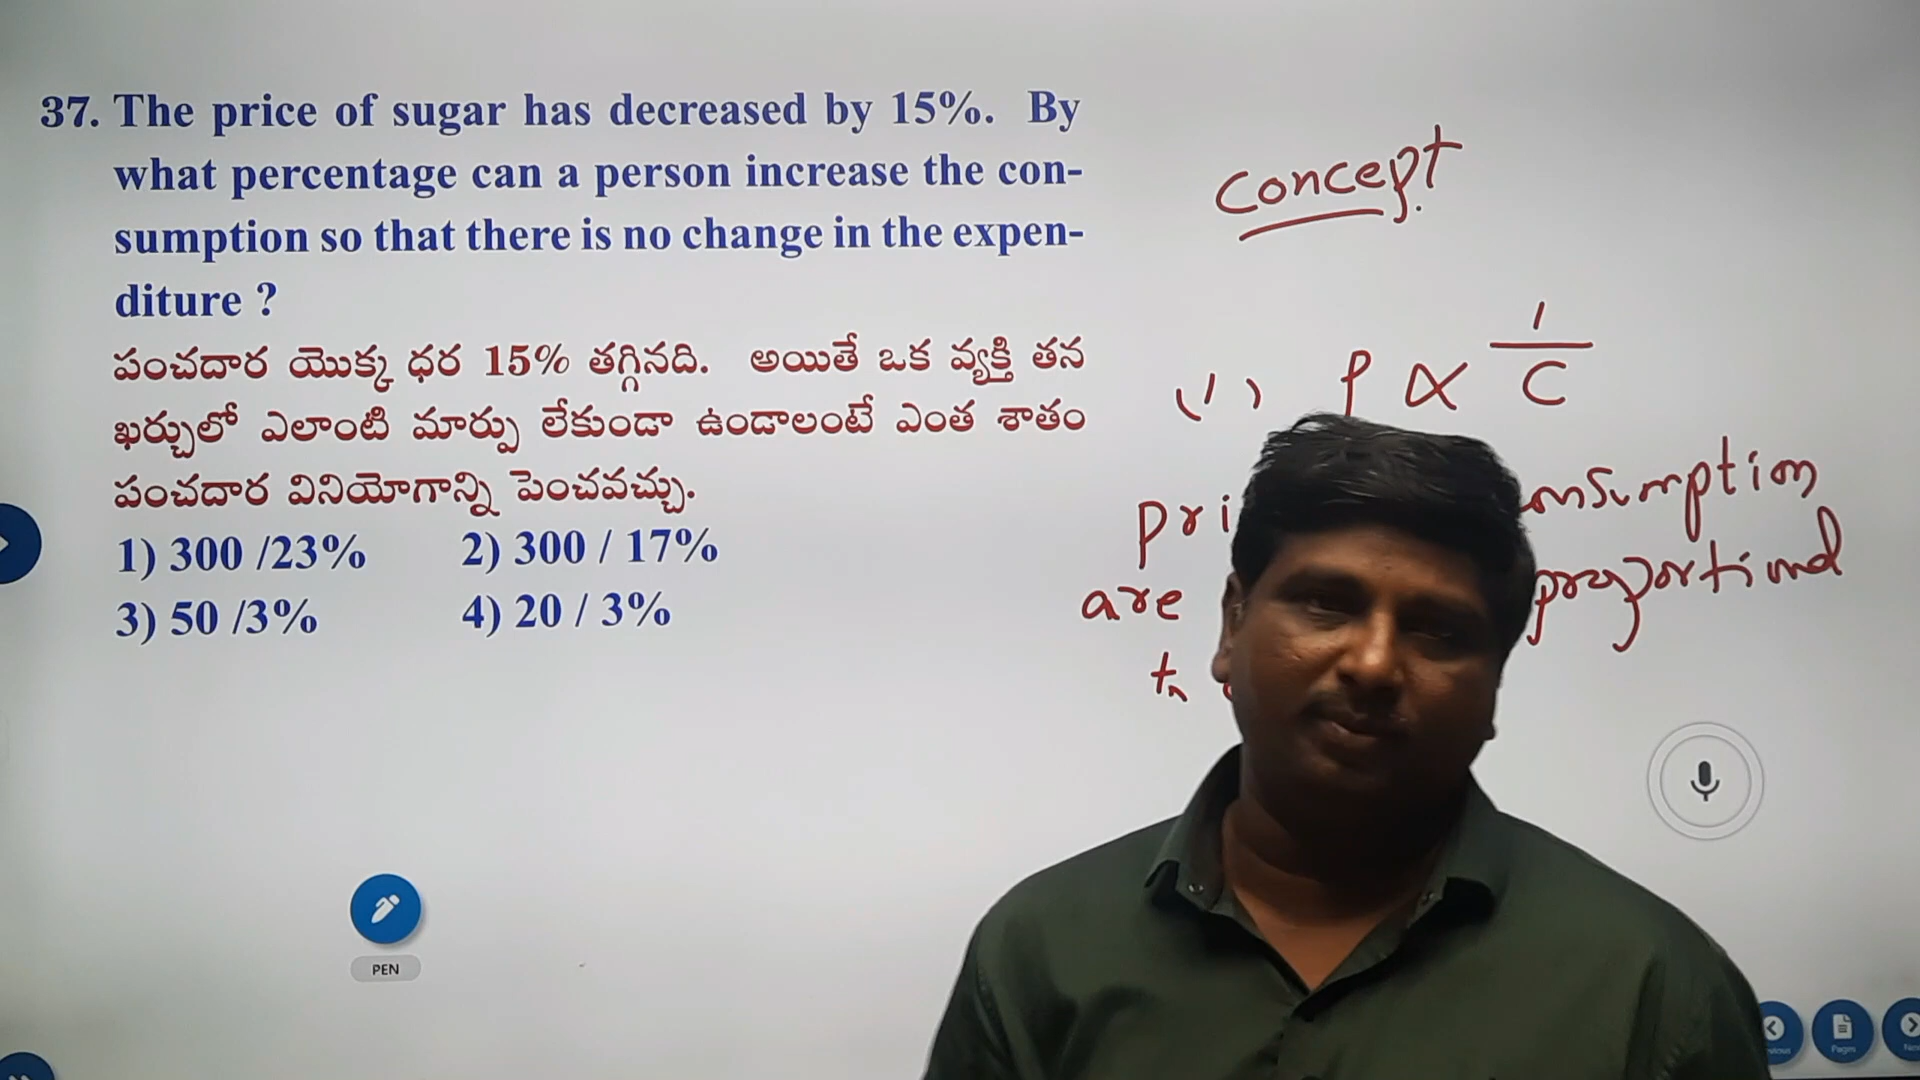 37. The price of sugar has decreased by 15%. By
what percentage can a person increase the con-
sumption so that there is no change in the expen-
diture ?
పంచదార యొక్క ధర 15% తగ్గినది. అయితే ఒక వ్యక్తి తన
ఖర్చులో ఎలాంటి మార్పు లేకుండా ఉండాలంటే ఎంత శాతం
పంచదార వినియోగాన్ని పెంచవచ్చు.
1) 300 /23% 2) 300 / 17%
3) 50 /3% 4) 20 / 3%
concept
(1) P ∝ 1/C
are
PEN
Pages